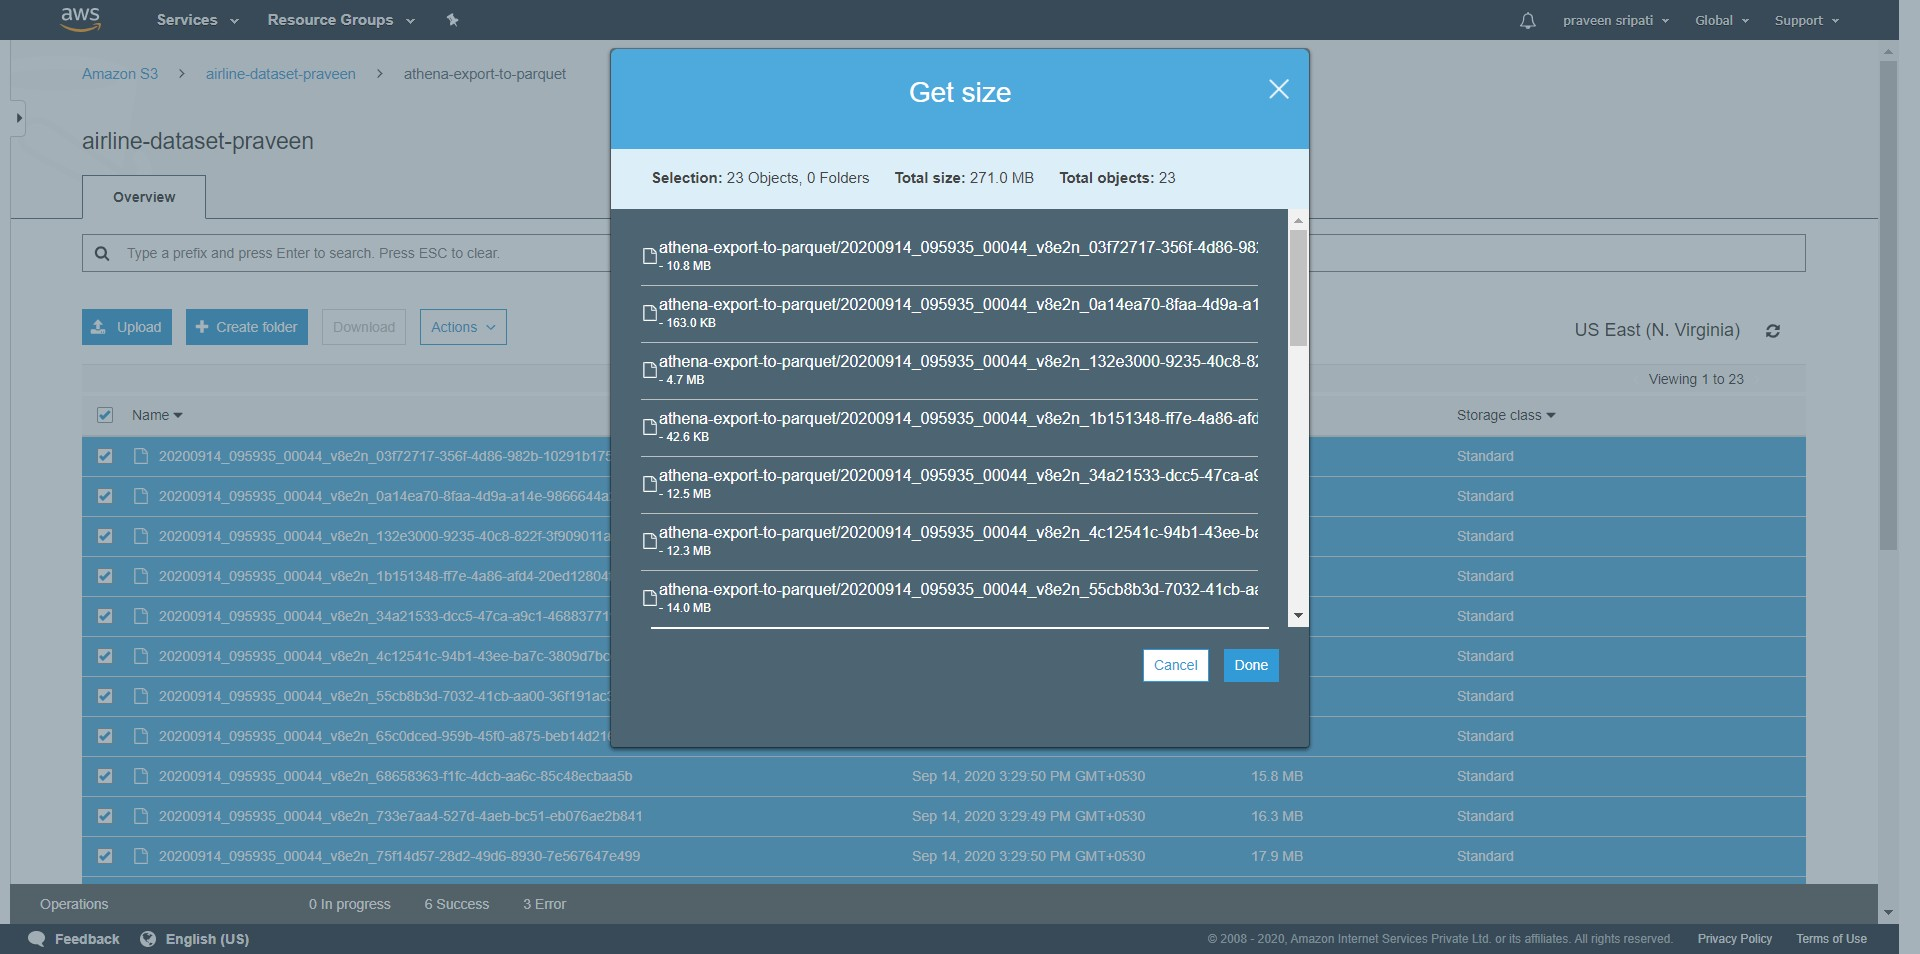 aws Services Resource Groups praveen sripati Global Support
Amazon S3 > airline-dataset-praveen > athena-export-to-parquet
airline-dataset-praveen
Overview
Type a prefix and press Enter to search. Press ESC to clear.
Upload Create folder Download Actions
US East (N. Virginia)
Viewing 1 to 23
Name Storage class
20200914_095935_00044_v8e2n_03f72717-356f-4d86-982b-10291b175 Standard
20200914_095935_00044_v8e2n_0a14ea70-8faa-4d9a-a14e-9866644a Standard
20200914_095935_00044_v8e2n_132e3000-9235-40c8-822f-3f909011a Standard
20200914_095935_00044_v8e2n_1b151348-ff7e-4a86-afd4-20ed12804 Standard
20200914_095935_00044_v8e2n_34a21533-dcc5-47ca-a9c1-46883771 Standard
20200914_095935_00044_v8e2n_4c12541c-94b1-43ee-ba7c-3809d7bc Standard
20200914_095935_00044_v8e2n_55cb8b3d-7032-41cb-aa00-36f191ac Standard
20200914_095935_00044_v8e2n_65c0dced-959b-45f0-a875-beb14d21 Standard
20200914_095935_00044_v8e2n_68658363-f1fc-4dcb-aa6c-85c48ecbaa5b Sep 14, 2020 3:29:50 PM GMT+0530 15.8 MB Standard
20200914_095935_00044_v8e2n_733e7aa4-527d-4aeb-bc51-eb076ae2b841 Sep 14, 2020 3:29:49 PM GMT+0530 16.3 MB Standard
20200914_095935_00044_v8e2n_75f14d57-28d2-49d6-8930-7e567647e499 Sep 14, 2020 3:29:50 PM GMT+0530 17.9 MB Standard
Get size
Selection: 23 Objects, 0 Folders Total size: 271.0 MB Total objects: 23
athena-export-to-parquet/20200914_095935_00044_v8e2n_03f72717-356f-4d86-982
- 10.8 MB
athena-export-to-parquet/20200914_095935_00044_v8e2n_0a14ea70-8faa-4d9a-a1
- 163.0 KB
athena-export-to-parquet/20200914_095935_00044_v8e2n_132e3000-9235-40c8-82
- 4.7 MB
athena-export-to-parquet/20200914_095935_00044_v8e2n_1b151348-ff7e-4a86-afd
- 42.6 KB
athena-export-to-parquet/20200914_095935_00044_v8e2n_34a21533-dcc5-47ca-a9
- 12.5 MB
athena-export-to-parquet/20200914_095935_00044_v8e2n_4c12541c-94b1-43ee-ba
- 12.3 MB
athena-export-to-parquet/20200914_095935_00044_v8e2n_55cb8b3d-7032-41cb-aa
- 14.0 MB
Cancel Done
Operations 0 In progress 6 Success 3 Error
Feedback English (US) © 2008 - 2020, Amazon Internet Services Private Ltd. or its affiliates. All rights reserved. Privacy Policy Terms of Use